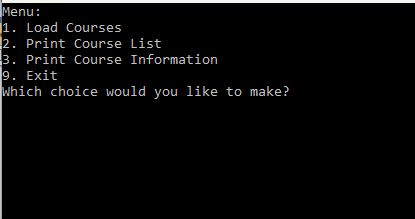 Menu:
1. Load Courses
2. Print Course List
3. Print Course Information
9. Exit
Which choice would you like to make?